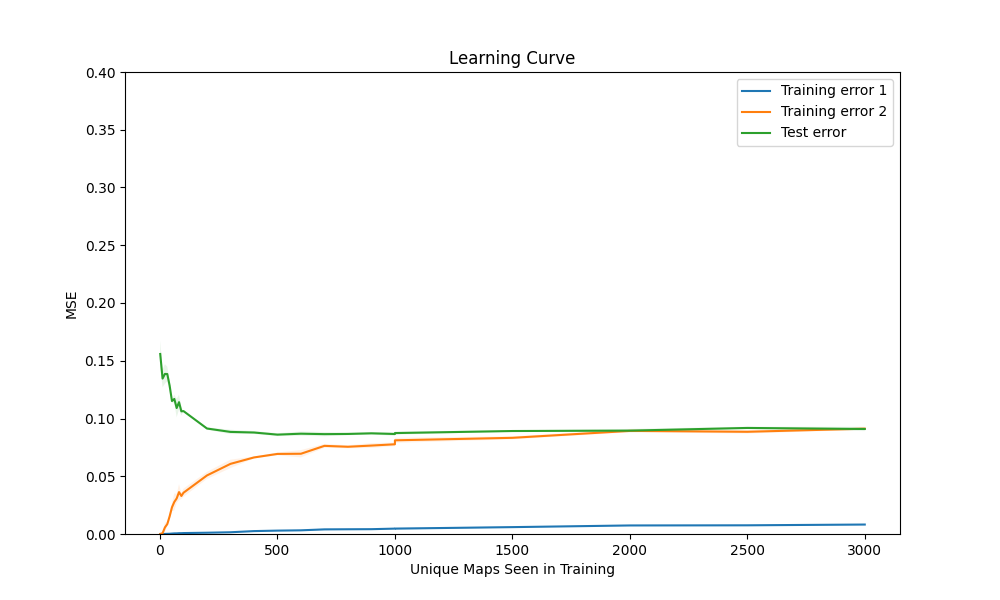 Learning Curve
Training error 1
Training error 2
Test error
MSE
0.40
0.35
0.30
0.25
0.20
0.15
0.10
0.05
0.00
0 500 1000 1500 2000 2500 3000
Unique Maps Seen in Training